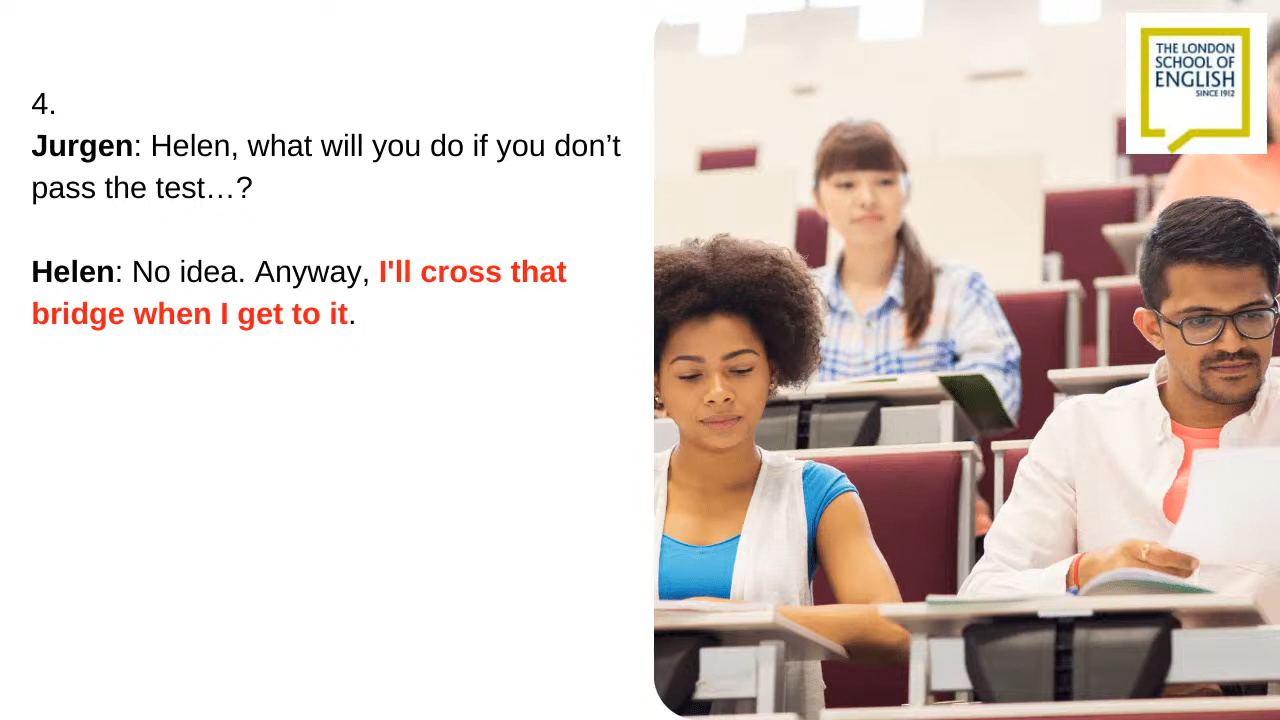 4.
Jurgen: Helen, what will you do if you don’t
pass the test…?
Helen: No idea. Anyway, I'll cross that
bridge when I get to it.
THE LONDON
SCHOOL OF
ENGLISH
SINCE 1912